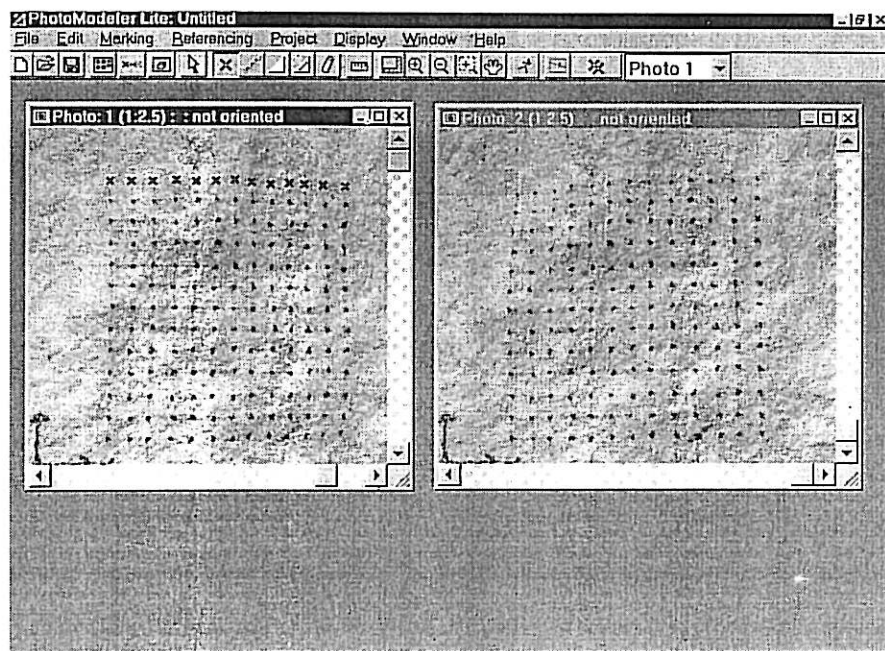 PhotoModeler Lite: Untitled
File Edit Marking Referencing Project Display Window Help
Photo 1
Photo: 1 (1:2.5) : : not oriented
Photo: 2 (1:2.5) not oriented